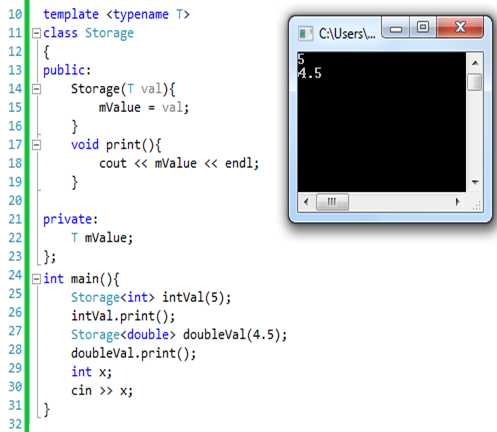 10 template <typename T>
11 class Storage
12 {
13 public:
14 Storage(T val){
15 mValue = val;
16 }
17 void print(){
18 cout << mValue << endl;
19 }
20
21 private:
22 T mValue;
23 };
24 int main(){
25 Storage<int> intVal(5);
26 intVal.print();
27 Storage<double> doubleVal(4.5);
28 doubleVal.print();
29 int x;
30 cin >> x;
31 }
32
C:\Users\...
5
4.5